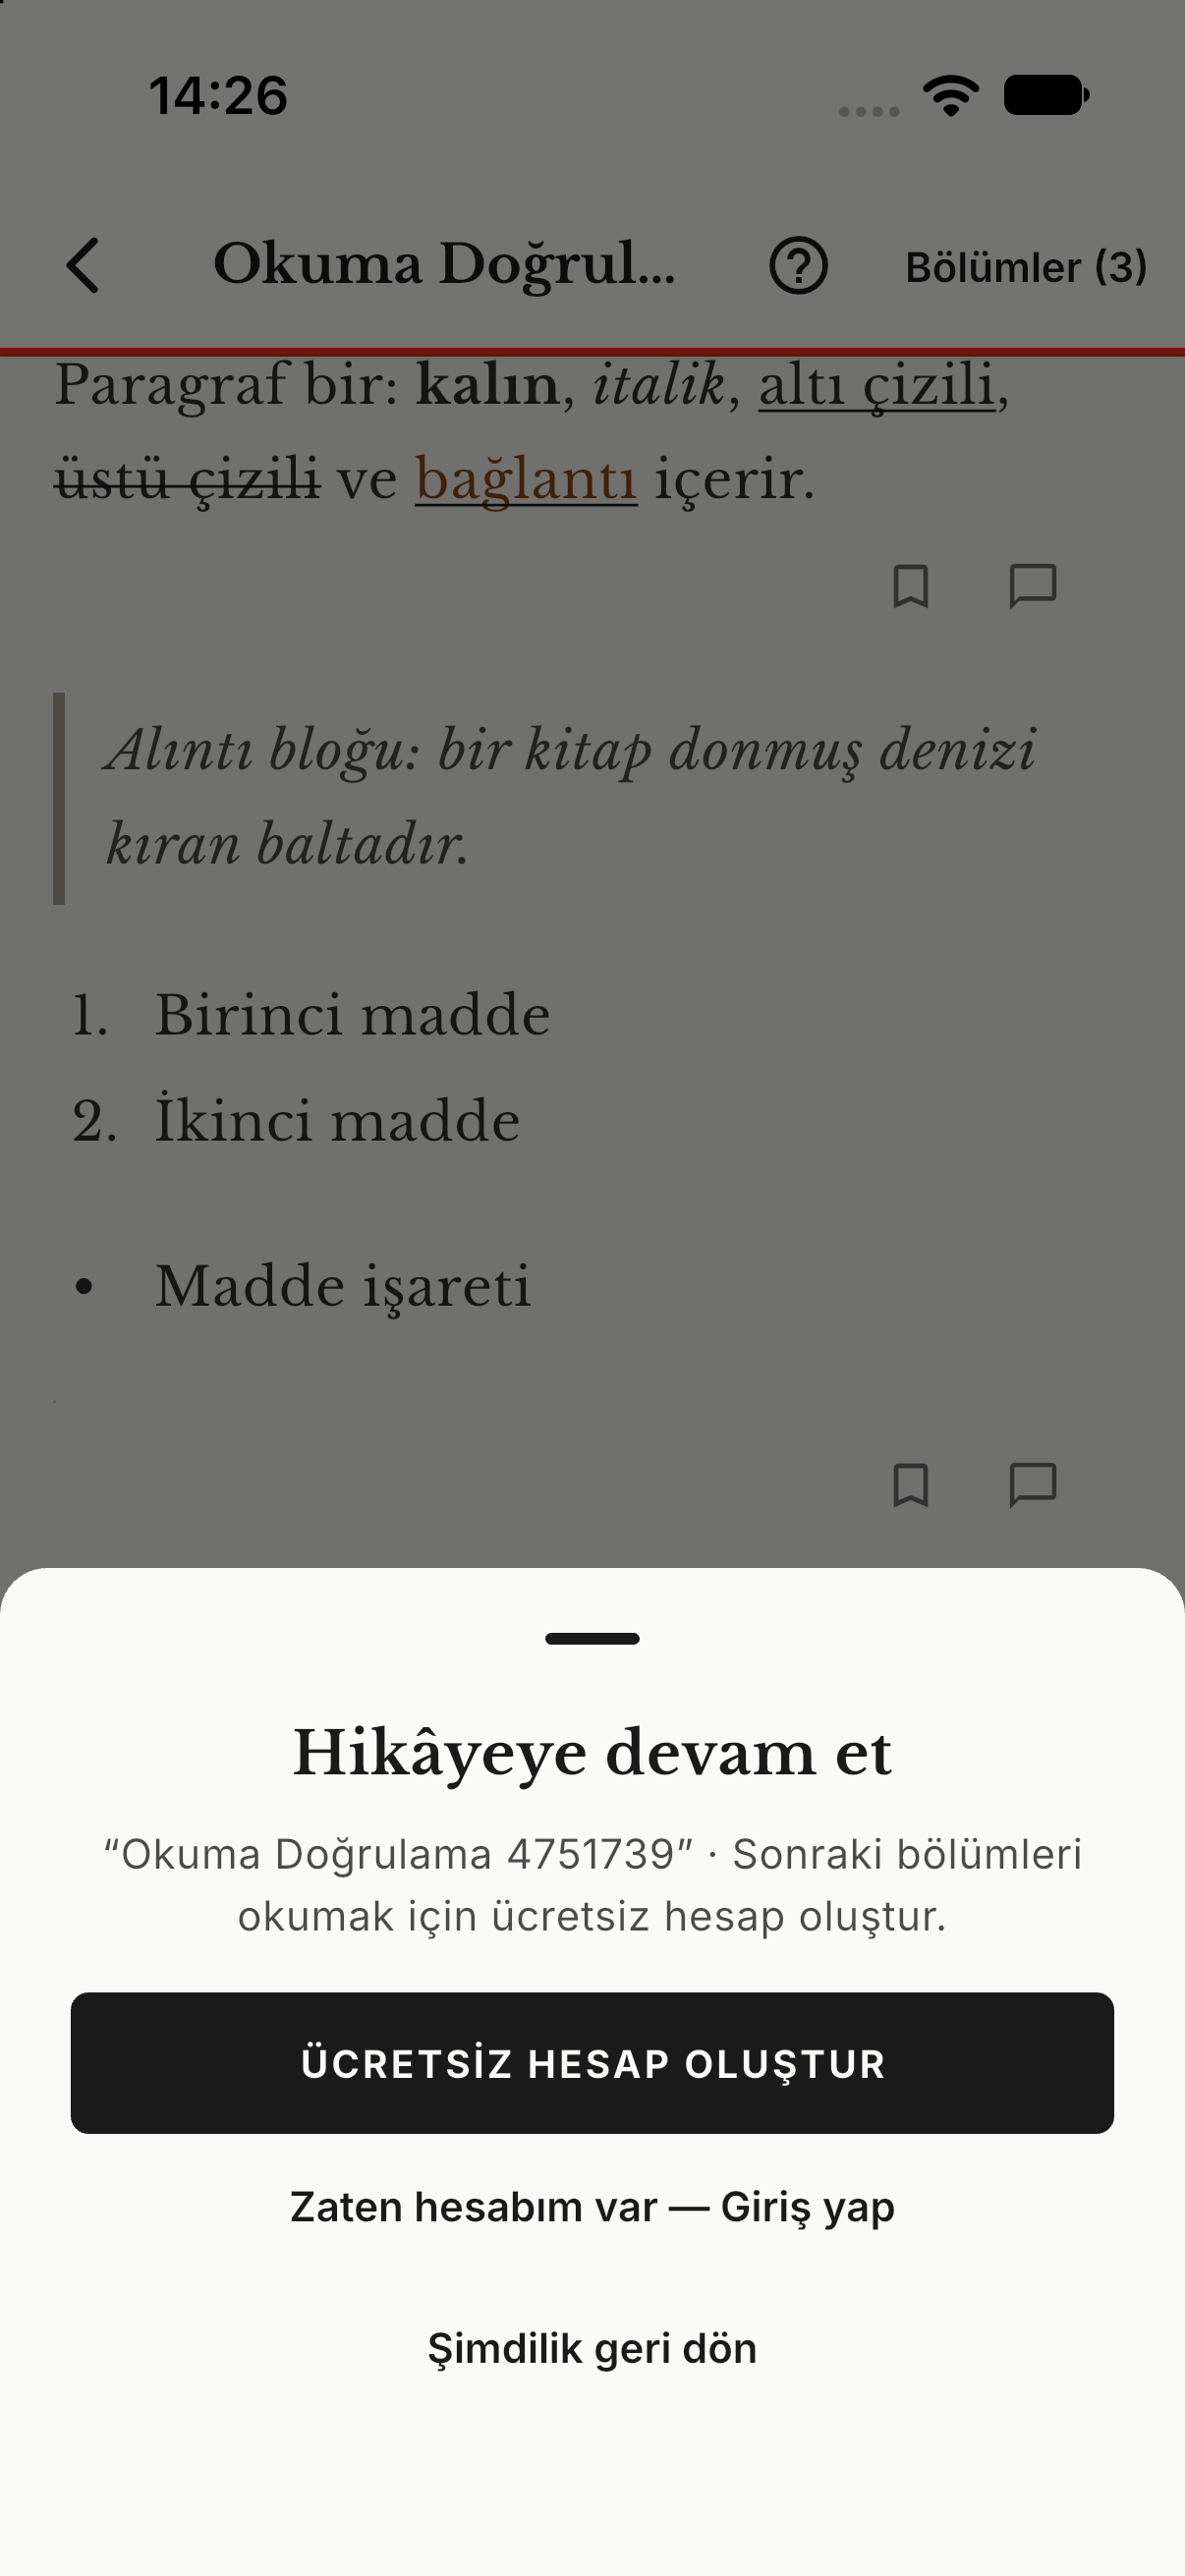 14:26
Okuma Doğrul...
Bölümler (3)
Paragraf bir: kalın, italik, altı çizili,
üstü çizili ve bağlantı içerir.
Alıntı bloğu: bir kitap donmuş denizi
kıran baltadır.
1. Birinci madde
2. İkinci madde
• Madde işareti
Hikâyeye devam et
“Okuma Doğrulama 4751739” · Sonraki bölümleri
okumak için ücretsiz hesap oluştur.
ÜCRETSİZ HESAP OLUŞTUR
Zaten hesabım var — Giriş yap
Şimdilik geri dön